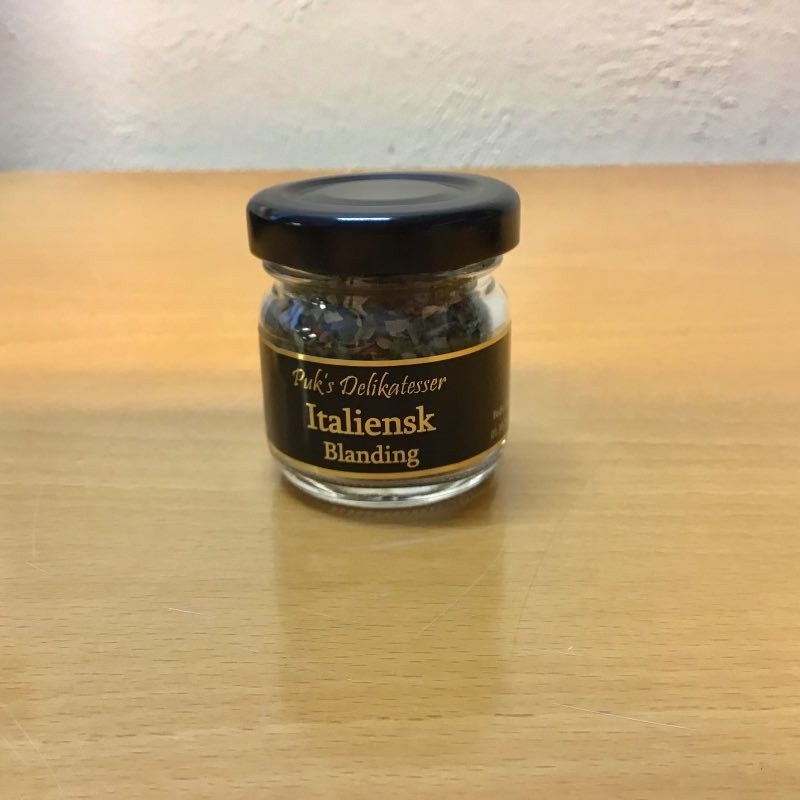 Puk's Delikatesser
Italiensk
Blanding